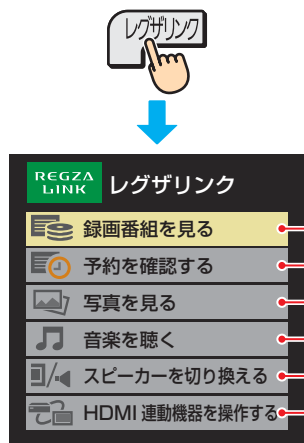 レグザリンク
REGZA
LINK レグザリンク
録画番組を見る
予約を確認する
写真を見る
音楽を聴く
スピーカーを切り換える
HDMI 連動機器を操作する